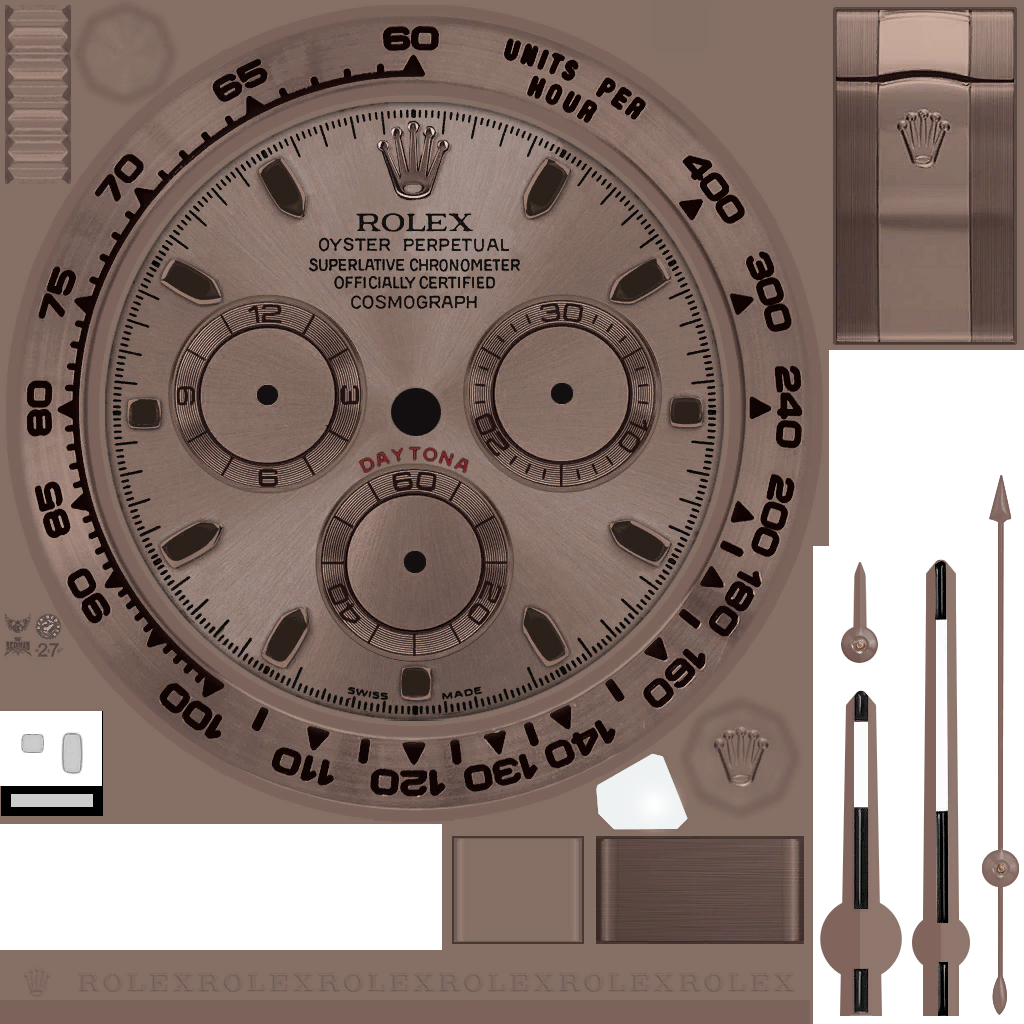 60
UNITS PER
HOUR
65
70
75
80
85
90
100
110
120
130
140
160
180
200
240
300
400
ROLEX
OYSTER PERPETUAL
SUPERLATIVE CHRONOMETER
OFFICIALLY CERTIFIED
COSMOGRAPH
12
3
6
9
30
10
20
DAYTONA
60
20
40
SWISS MADE
27
ROLEXROLEXROLEXROLEXROLEXROLEX